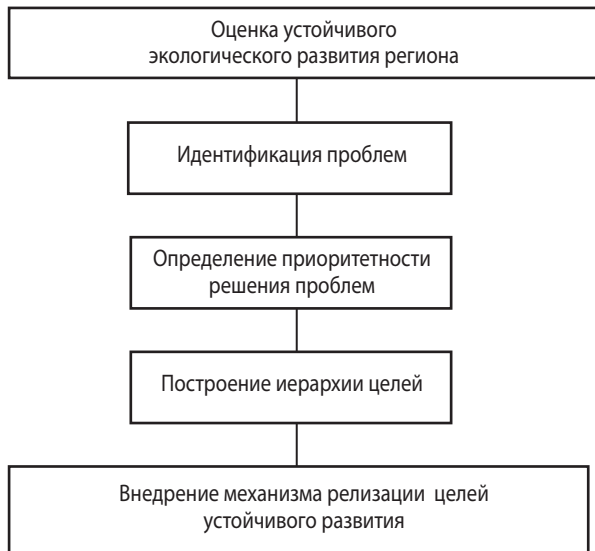 Оценка устойчивого
экологического развития региона
Идентификация проблем
Определение приоритетности
решения проблем
Построение иерархии целей
Внедрение механизма релизации целей
устойчивого развития